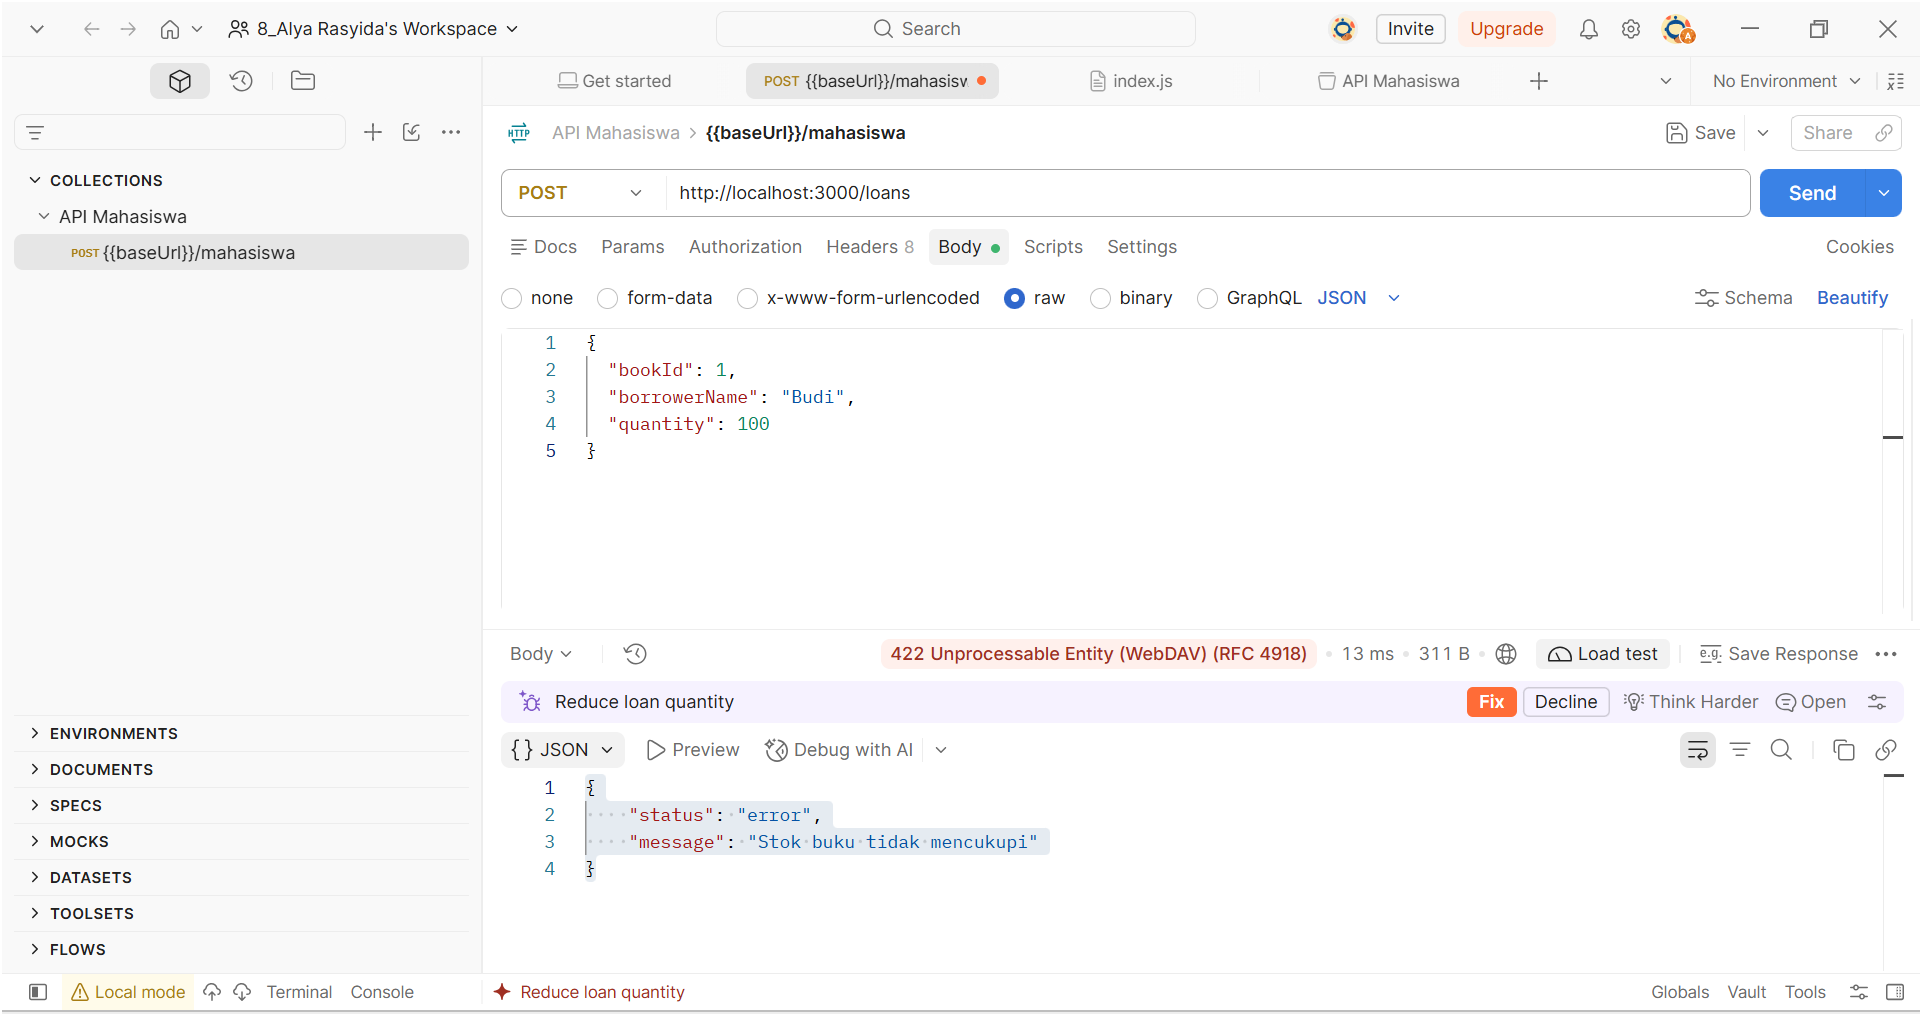 8_Alya Rasyida's Workspace
Search
Invite
Upgrade
Get started
POST {{baseUrl}}/mahasisw
index.js
API Mahasiswa
No Environment
API Mahasiswa > {{baseUrl}}/mahasiswa
Save
Share
COLLECTIONS
API Mahasiswa
POST {{baseUrl}}/mahasiswa
POST
http://localhost:3000/loans
Send
Docs
Params
Authorization
Headers 8
Body
Scripts
Settings
Cookies
none
form-data
x-www-form-urlencoded
raw
binary
GraphQL
JSON
Schema
Beautify
1 {
2 "bookId": 1,
3 "borrowerName": "Budi",
4 "quantity": 100
5 }
Body
422 Unprocessable Entity (WebDAV) (RFC 4918)
13 ms
311 B
Load test
e.g. Save Response
Reduce loan quantity
Fix
Decline
Think Harder
Open
{} JSON
Preview
Debug with AI
1 {
2 "status": "error",
3 "message": "Stok buku tidak mencukupi"
4 }
ENVIRONMENTS
DOCUMENTS
SPECS
MOCKS
DATASETS
TOOLSETS
FLOWS
Local mode
Terminal
Console
Reduce loan quantity
Globals
Vault
Tools